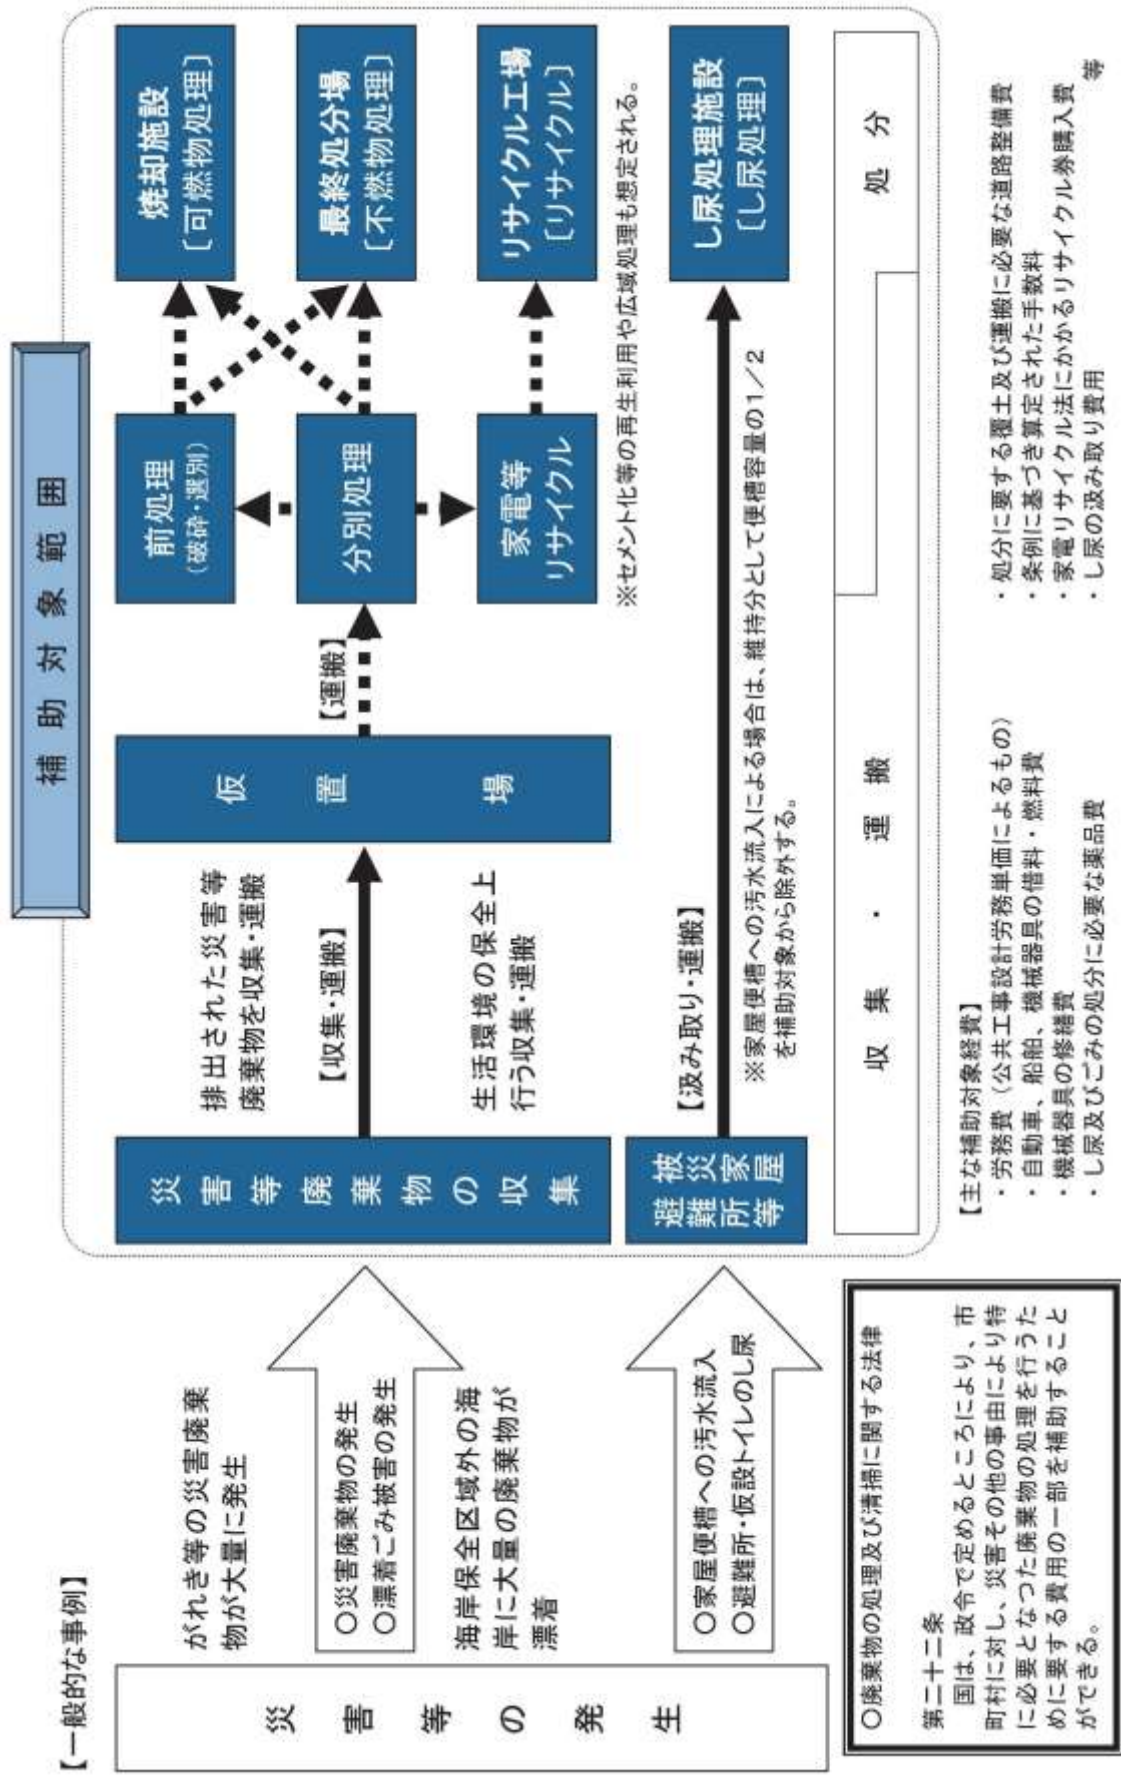 【一般的な事例】
補助対象範囲
災害等の発生
がれき等の災害廃棄
物が大量に発生
○災害廃棄物の発生
○漂着ごみ被害の発生
海岸保全区域外の海
岸に大量の廃棄物が
漂着
○家屋便槽への汚水流入
○避難所・仮設トイレのし尿
災害等廃棄物の収集
排出された災害等
廃棄物を収集・運搬
【収集・運搬】
生活環境の保全上
行う収集・運搬
仮置場
【運搬】
前処理
（破砕・選別）
分別処理
家電等
リサイクル
焼却施設
［可燃物処理］
最終処分場
［不燃物処理］
リサイクル工場
［リサイクル］
※セメント化等の再生利用や広域処理も想定される。
被災家屋
避難所等
【汲み取り・運搬】
し尿処理施設
［し尿処理］
※家屋便槽への汚水流入による場合は、維持分として便槽容量の１／２
を補助対象から除外する。
収集・運搬
処分
○廃棄物の処理及び清掃に関する法律
第二十二条
国は、政令で定めるところにより、市
町村に対し、災害その他の事由により特
に必要となつた廃棄物の処理を行うた
めに要する費用の一部を補助すること
ができる。
【主な補助対象経費】
・労務費（公共工事設計労務単価によるもの）
・自動車、船舶、機械器具の借料・燃料費
・機械器具の修繕費
・し尿及びごみの処分に必要な薬品費
・処分に要する覆土及び運搬に必要な道路整備費
・条例に基づき算定された手数料
・家電リサイクル法にかかるリサイクル券購入費
・し尿の汲み取り費用 等